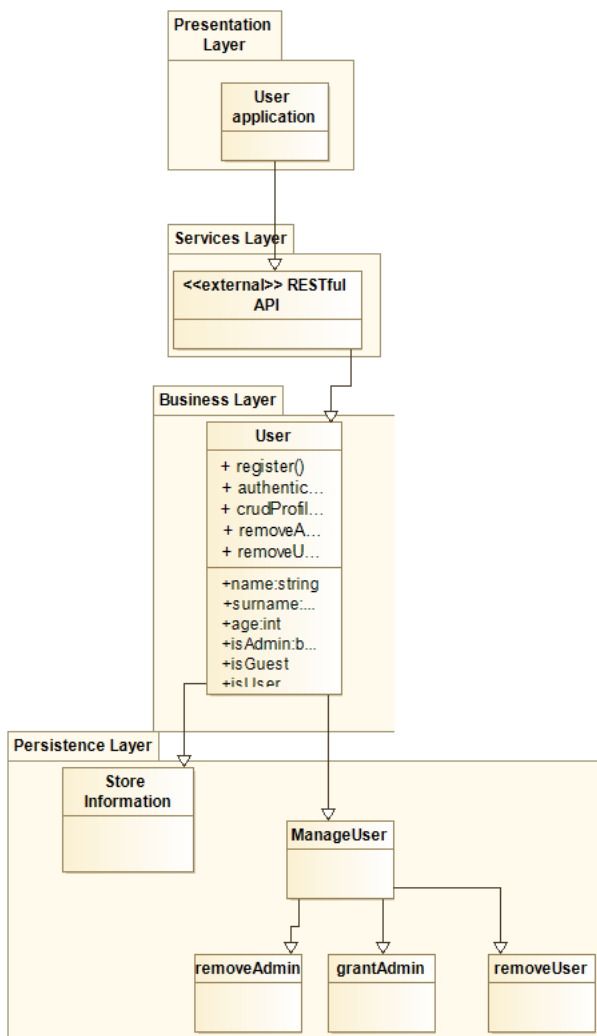 Presentation
Layer
User
application
Services Layer
<<external>> RESTful
API
Business Layer
User
+ register()
+ authentic...
+ crudProfil...
+ removeA...
+ removeU...
+name:string
+surname:...
+age:int
+isAdmin:b...
+isGuest
+isUser
Persistence Layer
Store
Information
ManageUser
removeAdmin
grantAdmin
removeUser